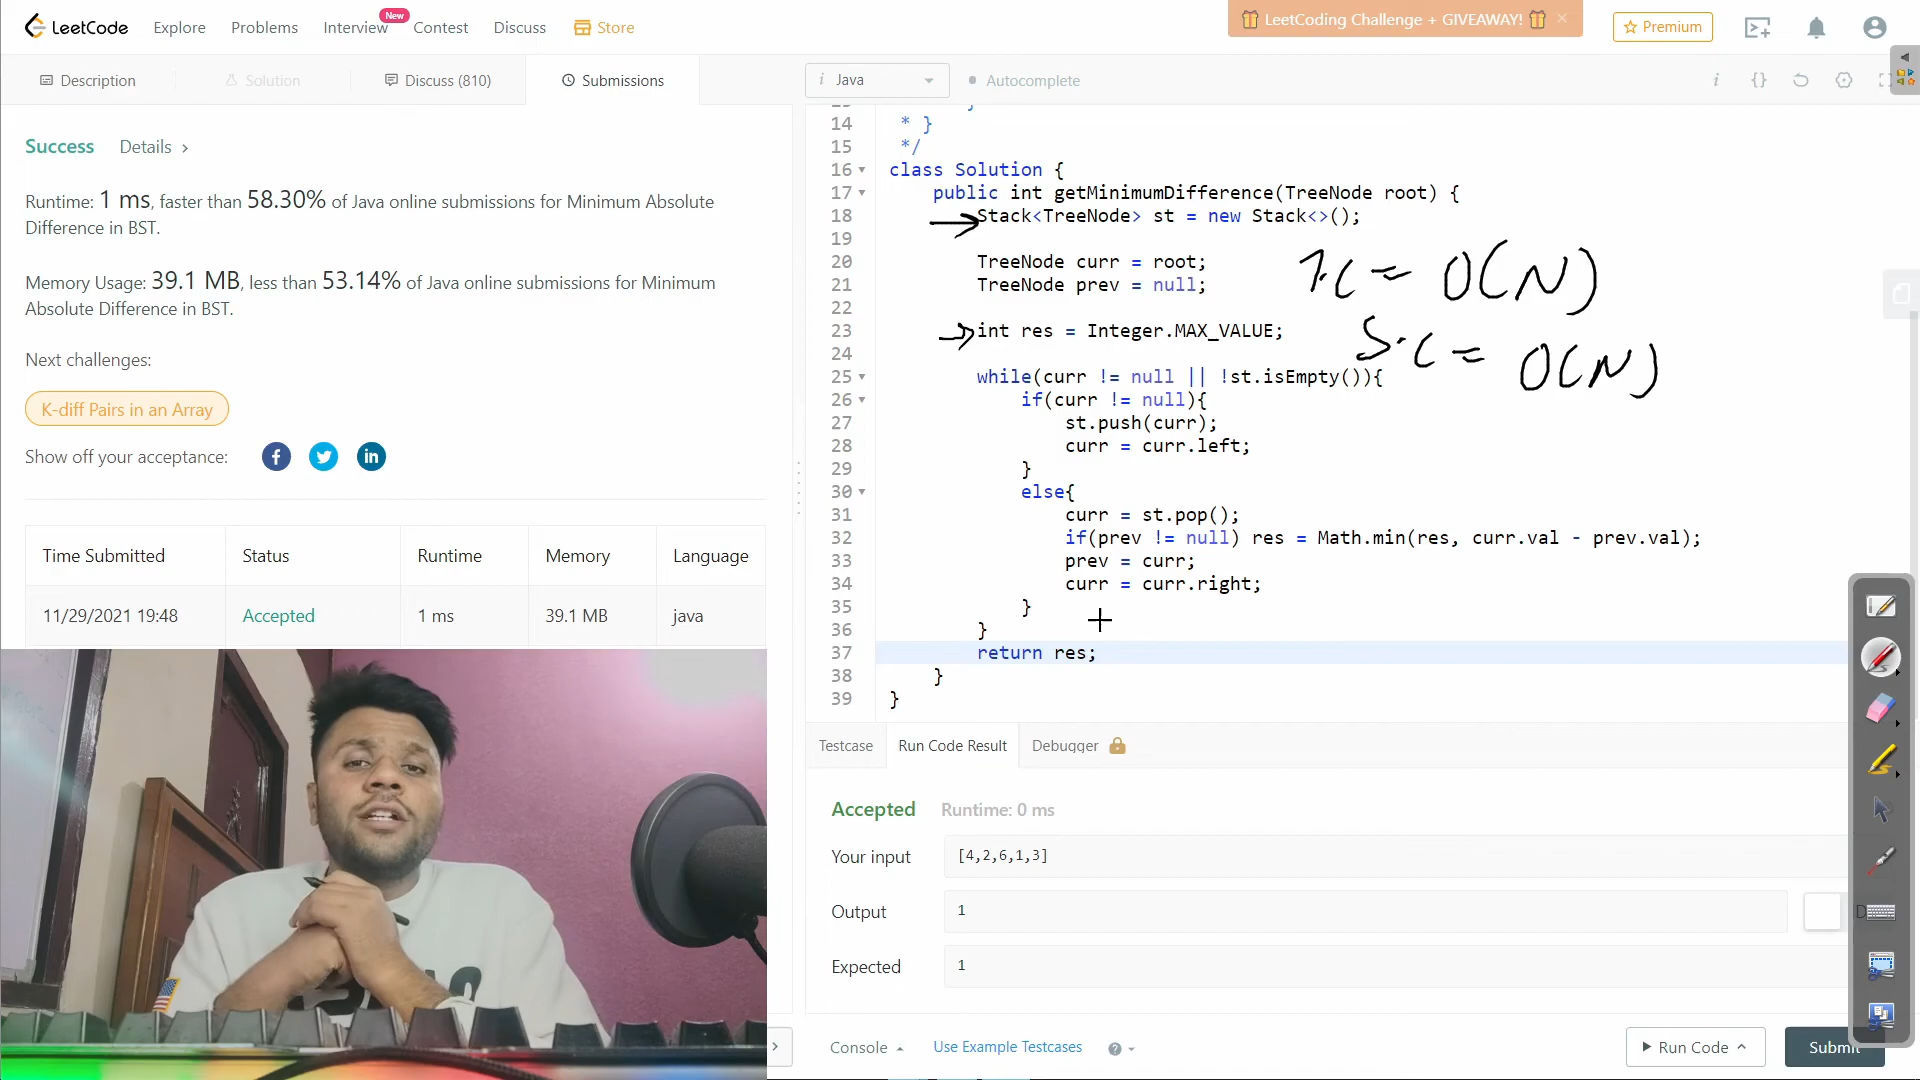 LeetCode
Explore
Problems
Interview
New
Contest
Discuss
Store
LeetCoding Challenge + GIVEAWAY!
Premium
Description
Solution
Discuss (810)
Submissions
i Java
Autocomplete
Success
Details
Runtime: 1 ms, faster than 58.30% of Java online submissions for Minimum Absolute
Difference in BST.
Memory Usage: 39.1 MB, less than 53.14% of Java online submissions for Minimum
Absolute Difference in BST.
Next challenges:
K-diff Pairs in an Array
Show off your acceptance:
Time Submitted Status Runtime Memory Language
11/29/2021 19:48 Accepted 1 ms 39.1 MB java
14 * }
15 */
16 class Solution {
17 public int getMinimumDifference(TreeNode root) {
18 Stack<TreeNode> st = new Stack<>();
19
20 TreeNode curr = root;
21 TreeNode prev = null;
22
23 int res = Integer.MAX_VALUE;
24
25 while(curr != null || !st.isEmpty()){
26 if(curr != null){
27 st.push(curr);
28 curr = curr.left;
29 }
30 else{
31 curr = st.pop();
32 if(prev != null) res = Math.min(res, curr.val - prev.val);
33 prev = curr;
34 curr = curr.right;
35 }
36 }
37 return res;
38 }
39 }
T.C = O(N)
S.C = O(N)
Testcase
Run Code Result
Debugger
Accepted Runtime: 0 ms
Your input [4,2,6,1,3]
Output 1
Expected 1
Console
Use Example Testcases
Run Code
Submit